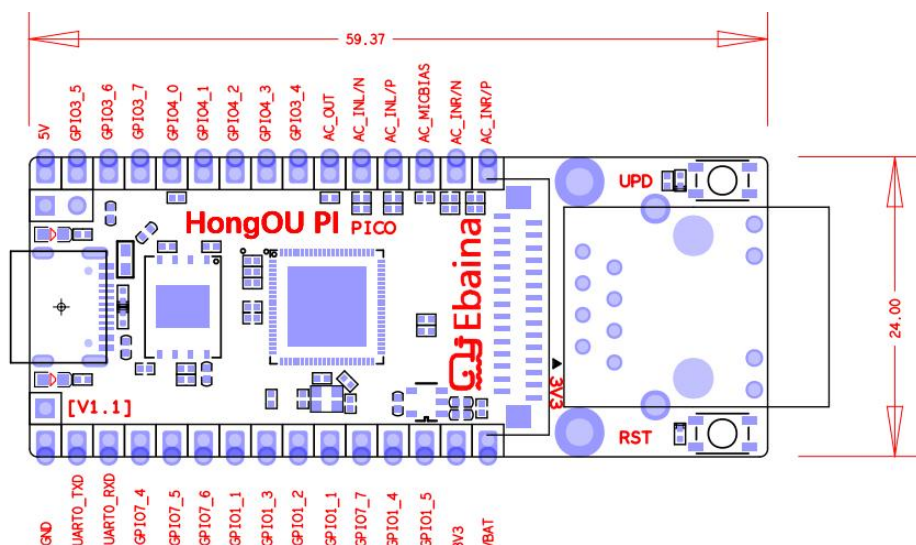 59.37
5V
GPIO3_5
GPIO3_6
GPIO3_7
GPIO4_0
GPIO4_1
GPIO4_2
GPIO4_3
GPIO3_4
AC_OUT
AC_INL/N
AC_INL/P
AC_MICBIAS
AC_INR/N
AC_INR/P
UPD
HongOU PI PICO
Ebaina
24.00
3V3
[V1.1]
RST
GND
UART0_TXD
UART0_RXD
GPIO7_4
GPIO7_5
GPIO7_6
GPIO1_1
GPIO1_3
GPIO1_2
GPIO1_1
GPIO7_7
GPIO1_4
GPIO1_5
3V3
VBAT